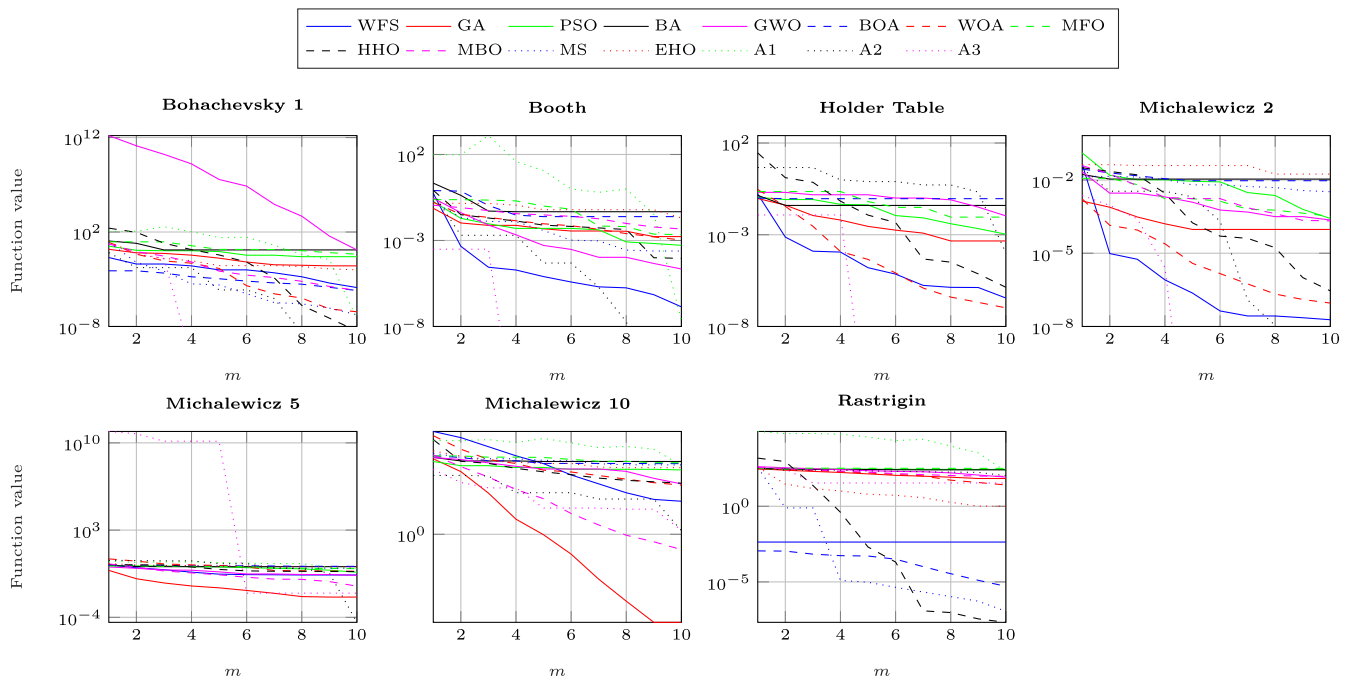 WFS GA PSO BA GWO BOA WOA MFO
HHO MBO MS EHO A1 A2 A3
Bohachevsky 1
Function value
10^12
10^2
10^−8
2 4 6 8 10
m
Booth
10^2
10^−3
10^−8
2 4 6 8 10
m
Holder Table
10^2
10^−3
10^−8
2 4 6 8 10
m
Michalewicz 2
10^−2
10^−5
10^−8
2 4 6 8 10
m
Michalewicz 5
Function value
10^10
10^3
10^−4
2 4 6 8 10
m
Michalewicz 10
10^0
2 4 6 8 10
m
Rastrigin
10^0
10^−5
2 4 6 8 10
m